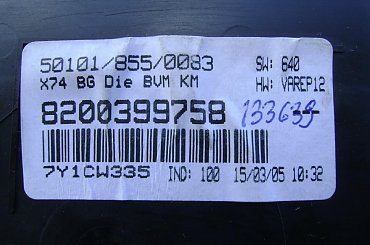 50101/855/0083 SW: 640
X74 BG Die BVM KM HW: VAREP12
8200399758 133639
7Y1CW335 IND: 100 15/03/05 10:32